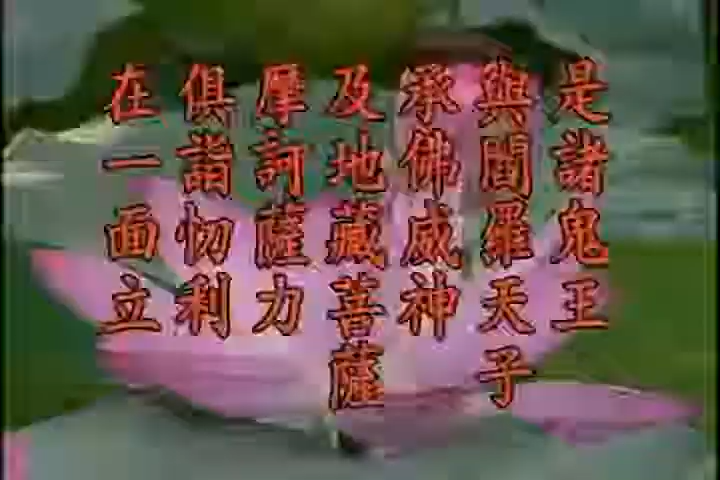 是諸鬼王
與閻羅天子
承佛威神
及地藏菩薩
摩訶薩力
俱詣忉利
在一面立